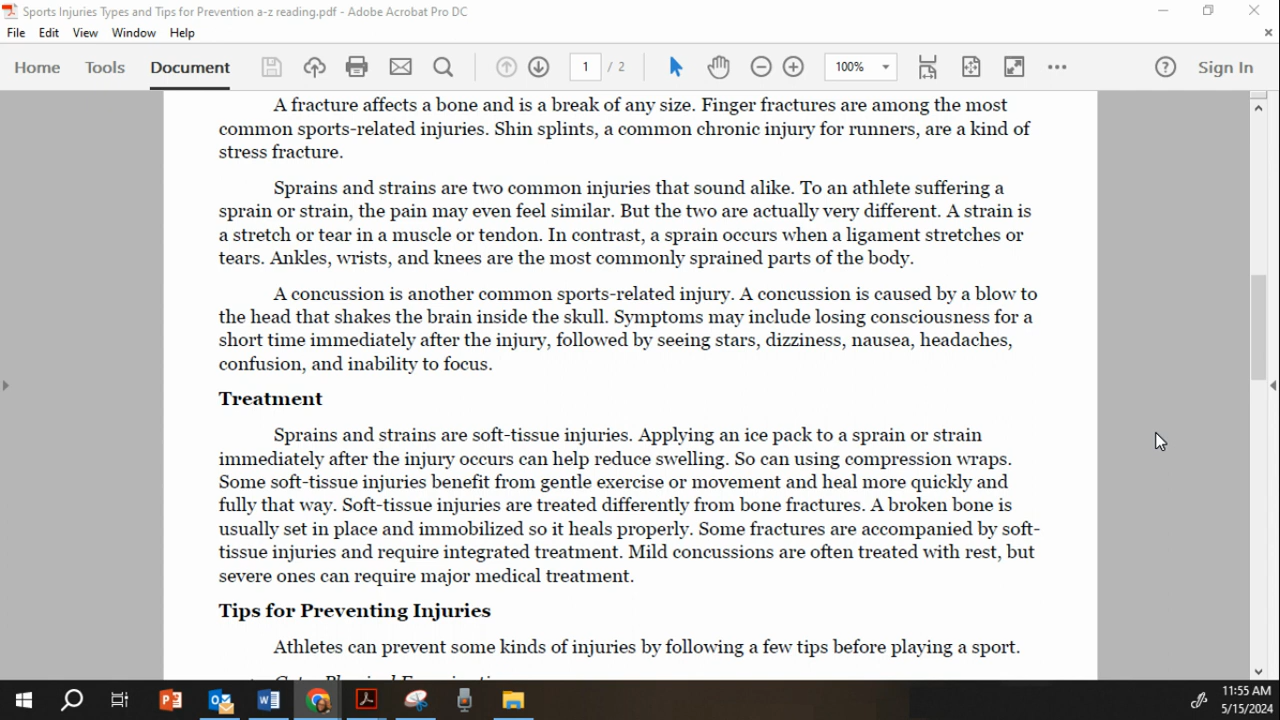 Sports Injuries Types and Tips for Prevention a-z reading.pdf - Adobe Acrobat Pro DC
File Edit View Window Help
Home Tools Document 1 / 2 100% Sign In
A fracture affects a bone and is a break of any size. Finger fractures are among the most
common sports-related injuries. Shin splints, a common chronic injury for runners, are a kind of
stress fracture.
Sprains and strains are two common injuries that sound alike. To an athlete suffering a
sprain or strain, the pain may even feel similar. But the two are actually very different. A strain is
a stretch or tear in a muscle or tendon. In contrast, a sprain occurs when a ligament stretches or
tears. Ankles, wrists, and knees are the most commonly sprained parts of the body.
A concussion is another common sports-related injury. A concussion is caused by a blow to
the head that shakes the brain inside the skull. Symptoms may include losing consciousness for a
short time immediately after the injury, followed by seeing stars, dizziness, nausea, headaches,
confusion, and inability to focus.
Treatment
Sprains and strains are soft-tissue injuries. Applying an ice pack to a sprain or strain
immediately after the injury occurs can help reduce swelling. So can using compression wraps.
Some soft-tissue injuries benefit from gentle exercise or movement and heal more quickly and
fully that way. Soft-tissue injuries are treated differently from bone fractures. A broken bone is
usually set in place and immobilized so it heals properly. Some fractures are accompanied by soft-
tissue injuries and require integrated treatment. Mild concussions are often treated with rest, but
severe ones can require major medical treatment.
Tips for Preventing Injuries
Athletes can prevent some kinds of injuries by following a few tips before playing a sport.
11:55 AM
5/15/2024